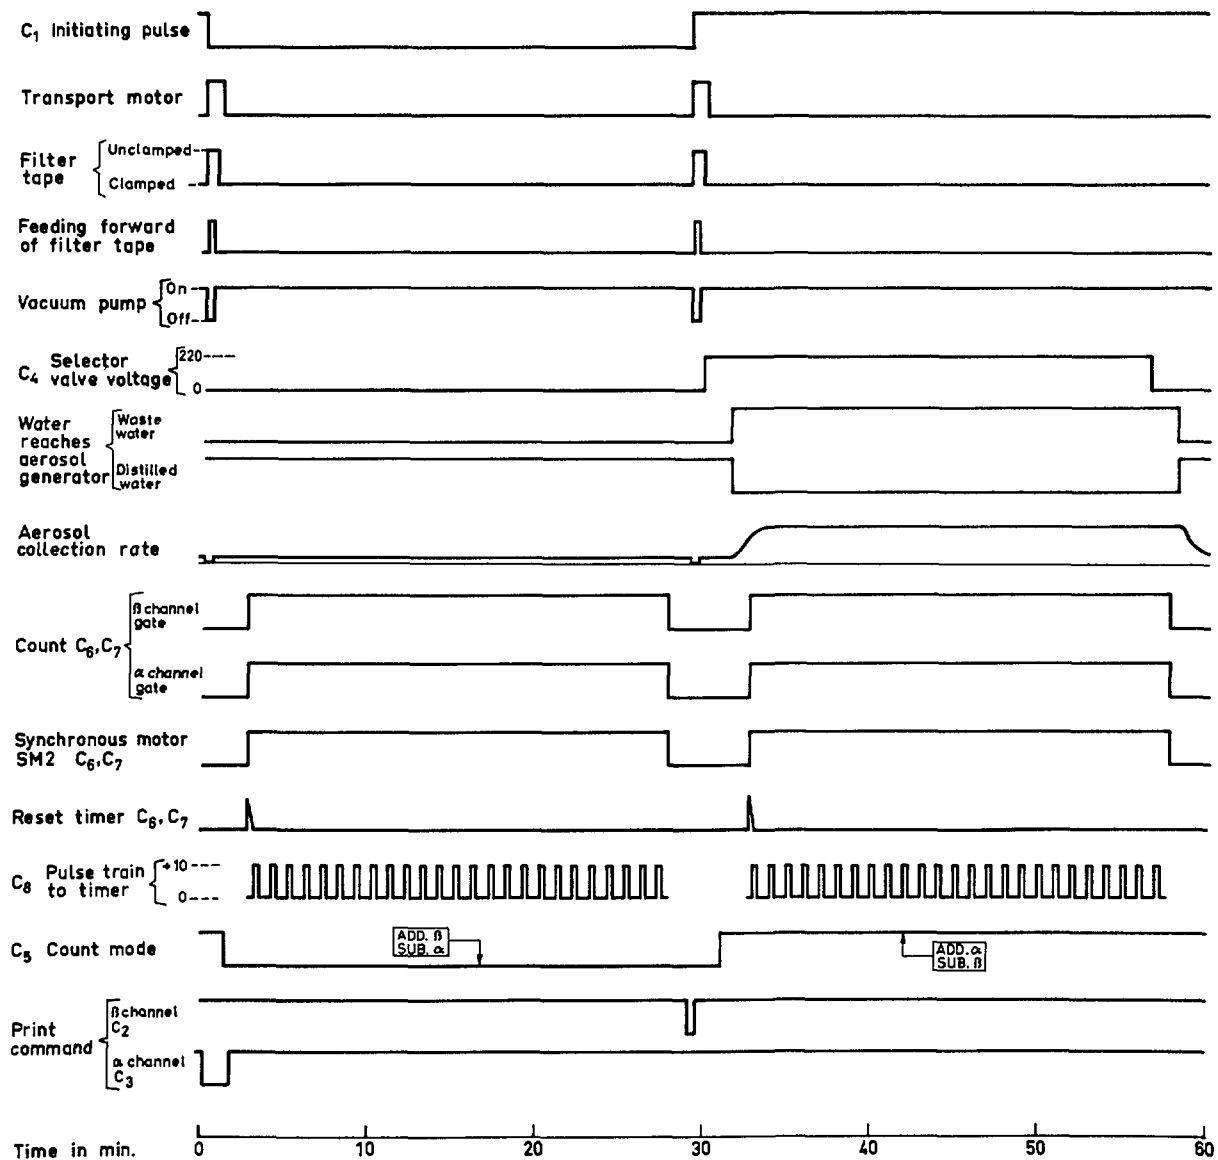 C₁ Initiating pulse
Transport motor
Filter tape
Unclamped
Clamped
Feeding forward
of filter tape
Vacuum pump
On
Off
C₄ Selector
valve voltage
220
0
Water
reaches
aerosol
generator
Waste
water
Distilled
water
Aerosol
collection rate
Count C₆,C₇
β channel
gate
α channel
gate
Synchronous motor
SM2 C₆,C₇
Reset timer C₆,C₇
C₈ Pulse train
to timer
+10
0
C₅ Count mode
ADD. β
SUB. α
ADD. α
SUB. β
Print
command
β channel
C₂
α channel
C₃
Time in min.
0 10 20 30 40 50 60